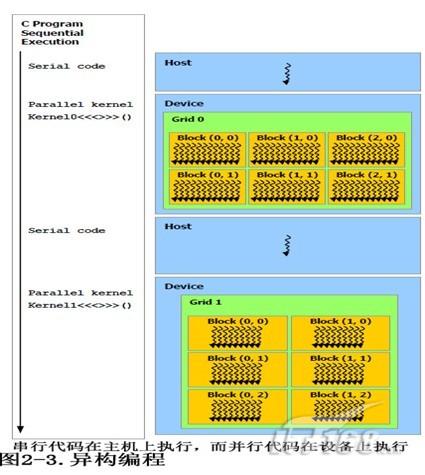 C Program
Sequential
Execution
Serial code
Host
Parallel kernel
Kernel0<<<>>>()
Device
Grid 0
Block (0, 0)
Block (1, 0)
Block (2, 0)
Block (0, 1)
Block (1, 1)
Block (2, 1)
Serial code
Host
Parallel kernel
Kernel1<<<>>>()
Device
Grid 1
Block (0, 0)
Block (1, 0)
Block (0, 1)
Block (1, 1)
Block (0, 2)
Block (1, 2)
串行代码在主机上执行，而并行代码在设备上执行
图2-3.异构编程